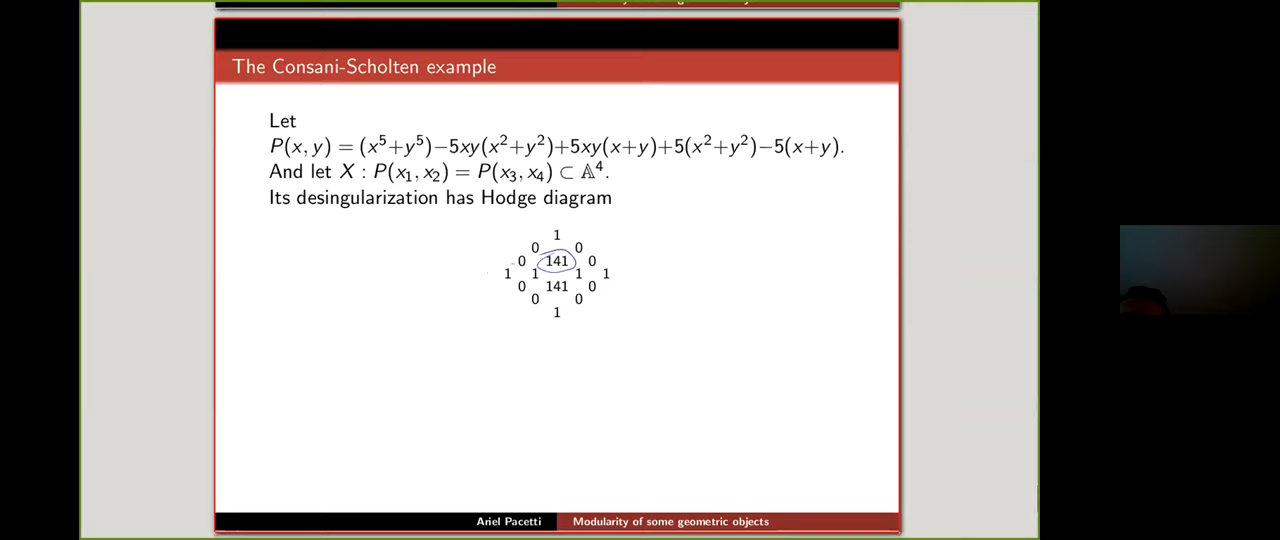 The Consani-Scholten example
Let
P(x, y) = (x⁵+y⁵)−5xy(x²+y²)+5xy(x+y)+5(x²+y²)−5(x+y).
And let X : P(x₁, x₂) = P(x₃, x₄) ⊂ 𝔸⁴.
Its desingularization has Hodge diagram
1
0 0
0 141 0
1 1 1 1
0 141 0
0 0
1
Ariel Pacetti Modularity of some geometric objects